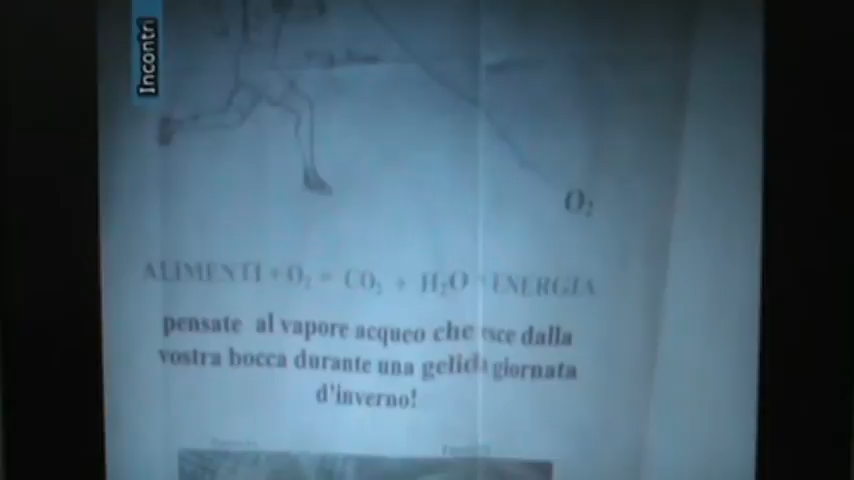 Incontri
O₂
ALIMENTI + O₂ = CO₂ + H₂O + ENERGIA
pensate al vapore acqueo che esce dalla
vostra bocca durante una gelida giornata
d'inverno!